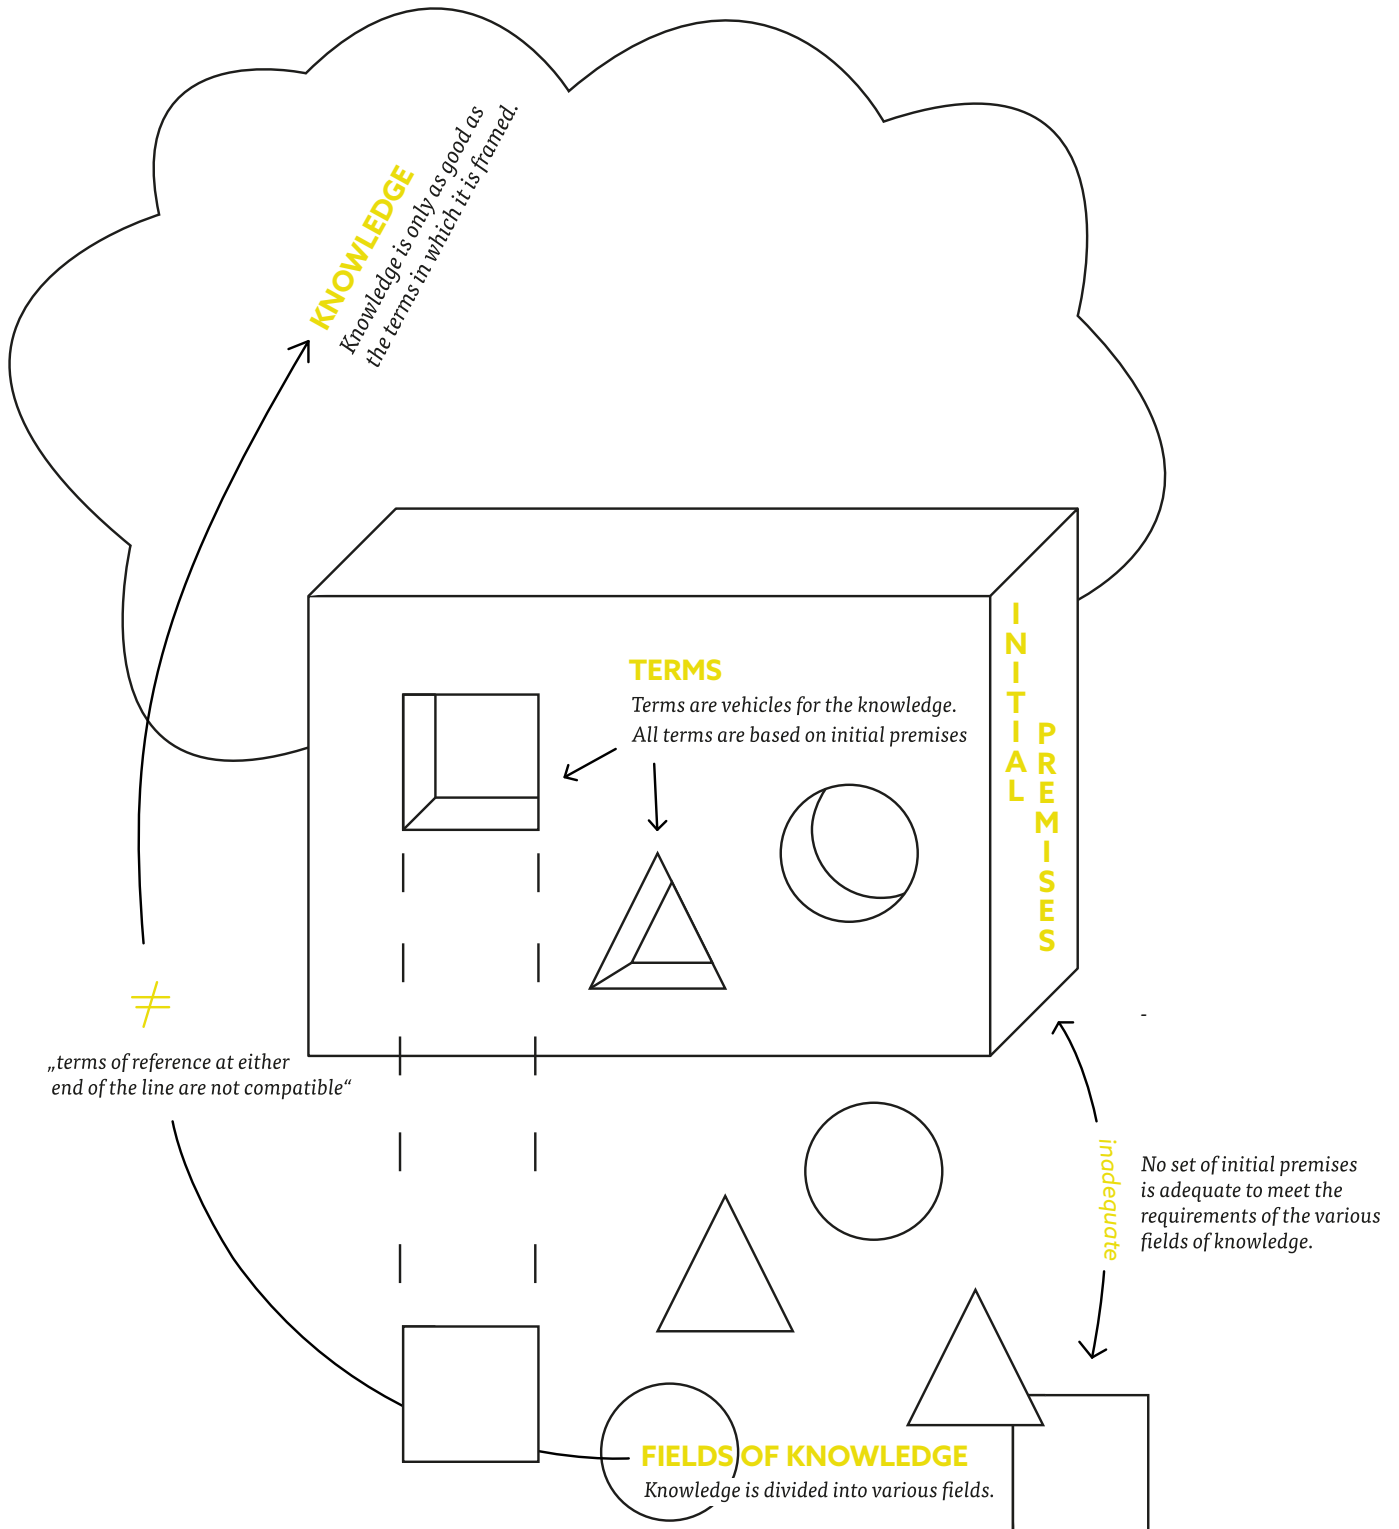 KNOWLEDGE
Knowledge is only as good as
the terms in which it is framed.
TERMS
Terms are vehicles for the knowledge.
All terms are based on initial premises
INITIAL
PREMISES
≠
„terms of reference at either
end of the line are not compatible“
-
inadequate
No set of initial premises
is adequate to meet the
requirements of the various
fields of knowledge.
FIELDS OF KNOWLEDGE
Knowledge is divided into various fields.